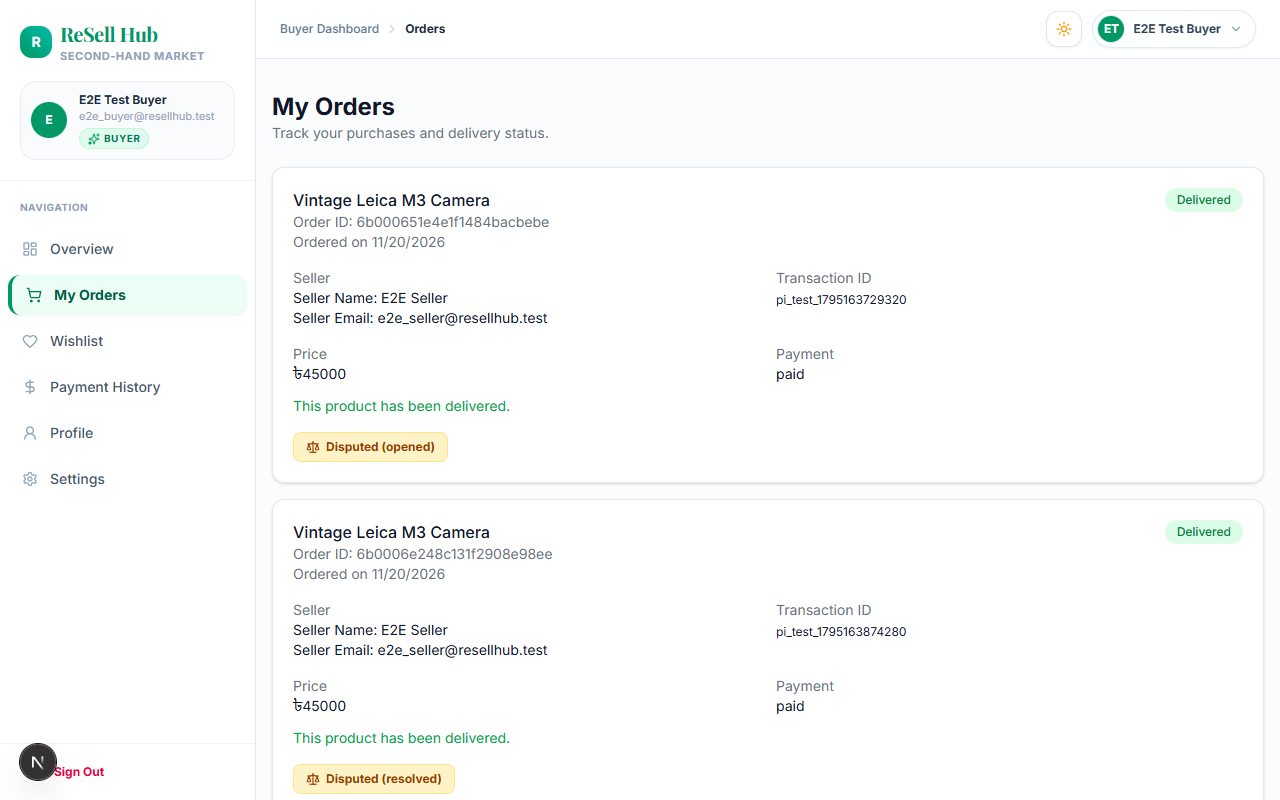 R
ReSell Hub
SECOND-HAND MARKET
E
E2E Test Buyer
e2e_buyer@resellhub.test
BUYER
NAVIGATION
Overview
My Orders
Wishlist
Payment History
Profile
Settings
N
Sign Out
Buyer Dashboard
Orders
ET
E2E Test Buyer
My Orders
Track your purchases and delivery status.
Vintage Leica M3 Camera
Delivered
Order ID: 6b000651e4e1f1484bacbebe
Ordered on 11/20/2026
Seller
Seller Name: E2E Seller
Seller Email: e2e_seller@resellhub.test
Transaction ID
pi_test_1795163729320
Price
৳45000
Payment
paid
This product has been delivered.
Disputed (opened)
Vintage Leica M3 Camera
Delivered
Order ID: 6b0006e248c131f2908e98ee
Ordered on 11/20/2026
Seller
Seller Name: E2E Seller
Seller Email: e2e_seller@resellhub.test
Transaction ID
pi_test_1795163874280
Price
৳45000
Payment
paid
This product has been delivered.
Disputed (resolved)